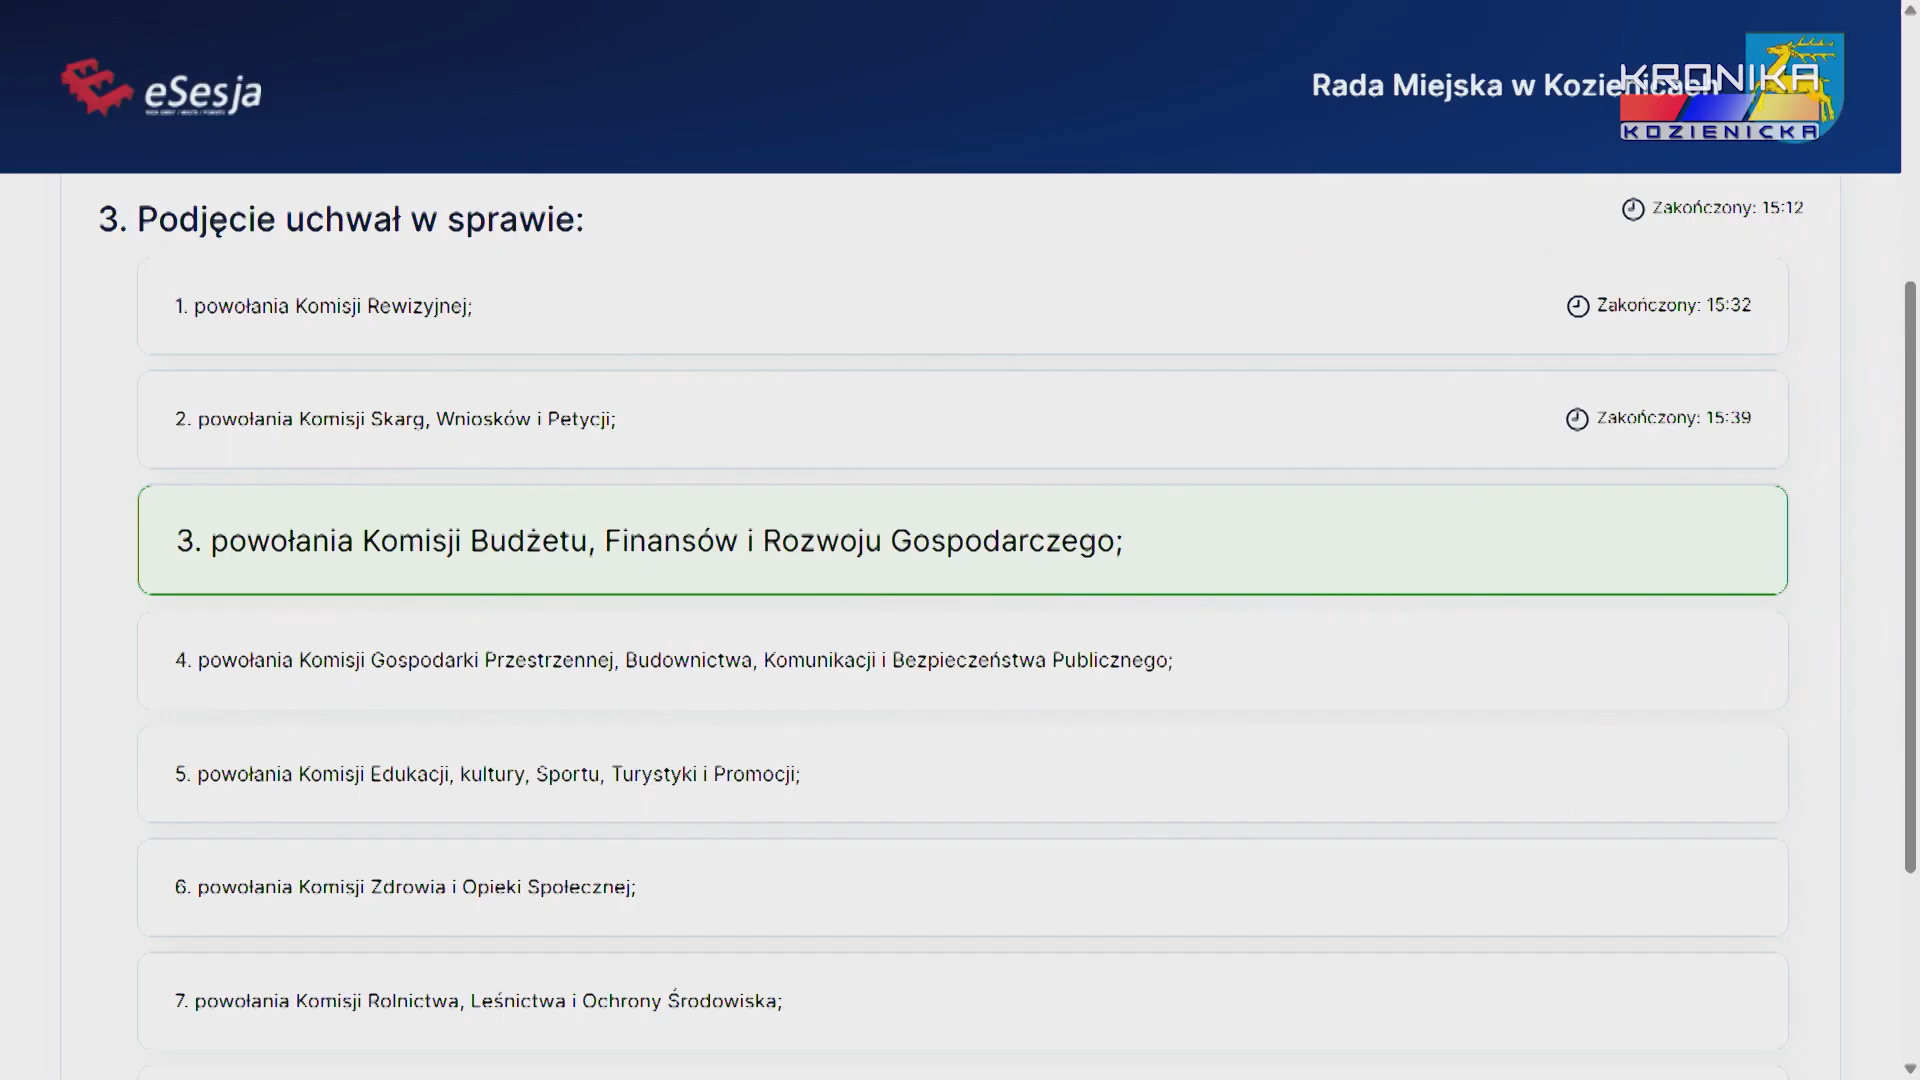 eSesja
Rada Miejska w Kozienicach
KRONIKA
KOZIENICKA
3. Podjęcie uchwał w sprawie:
Zakończony: 15:12
1. powołania Komisji Rewizyjnej;
Zakończony: 15:32
2. powołania Komisji Skarg, Wniosków i Petycji;
Zakończony: 15:39
3. powołania Komisji Budżetu, Finansów i Rozwoju Gospodarczego;
4. powołania Komisji Gospodarki Przestrzennej, Budownictwa, Komunikacji i Bezpieczeństwa Publicznego;
5. powołania Komisji Edukacji, kultury, Sportu, Turystyki i Promocji;
6. powołania Komisji Zdrowia i Opieki Społecznej;
7. powołania Komisji Rolnictwa, Leśnictwa i Ochrony Środowiska;